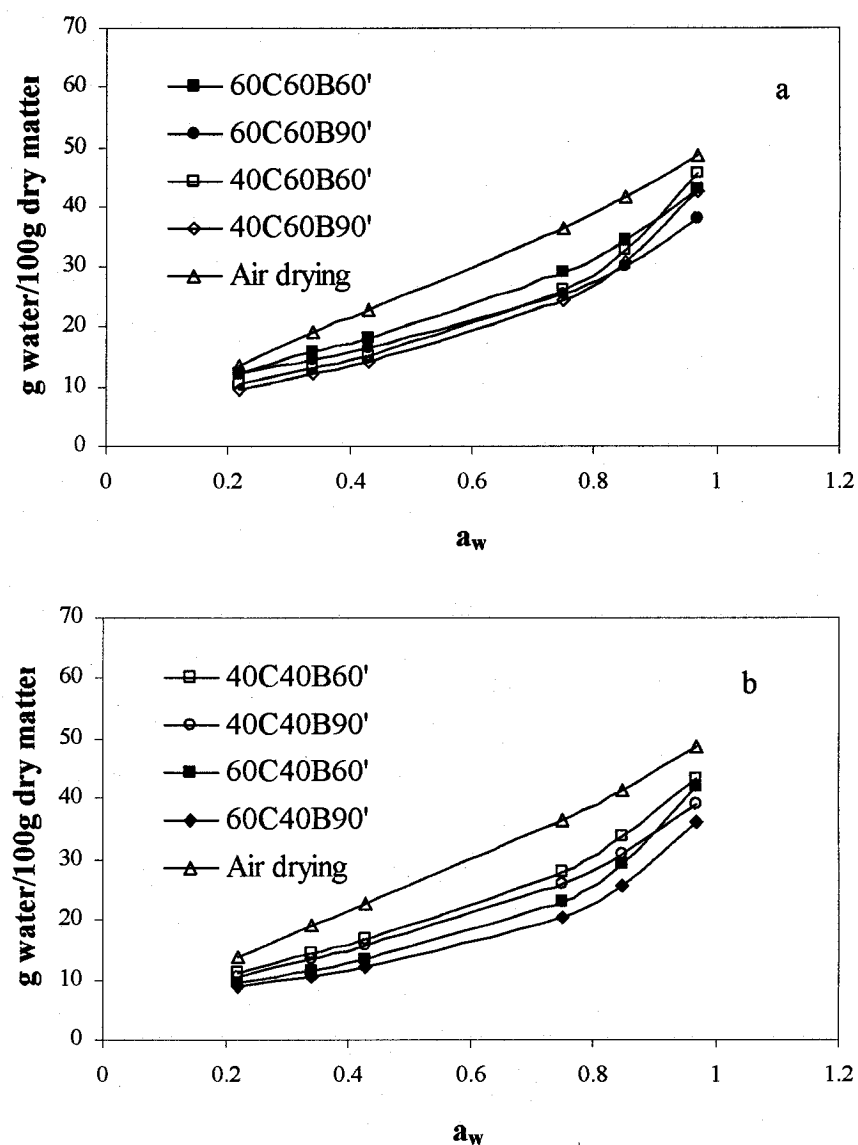 70
60
50
40
30
20
10
0
g water/100g dry matter
60C60B60'
60C60B90'
40C60B60'
40C60B90'
Air drying
a
0 0.2 0.4 0.6 0.8 1 1.2
aw
70
60
50
40
30
20
10
0
g water/100g dry matter
40C40B60'
40C40B90'
60C40B60'
60C40B90'
Air drying
b
0 0.2 0.4 0.6 0.8 1 1.2
aw